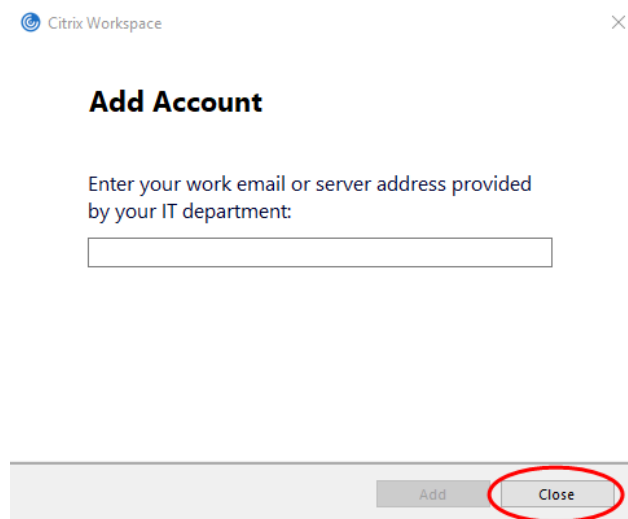 Citrix Workspace
Add Account
Enter your work email or server address provided
by your IT department:
Add
Close